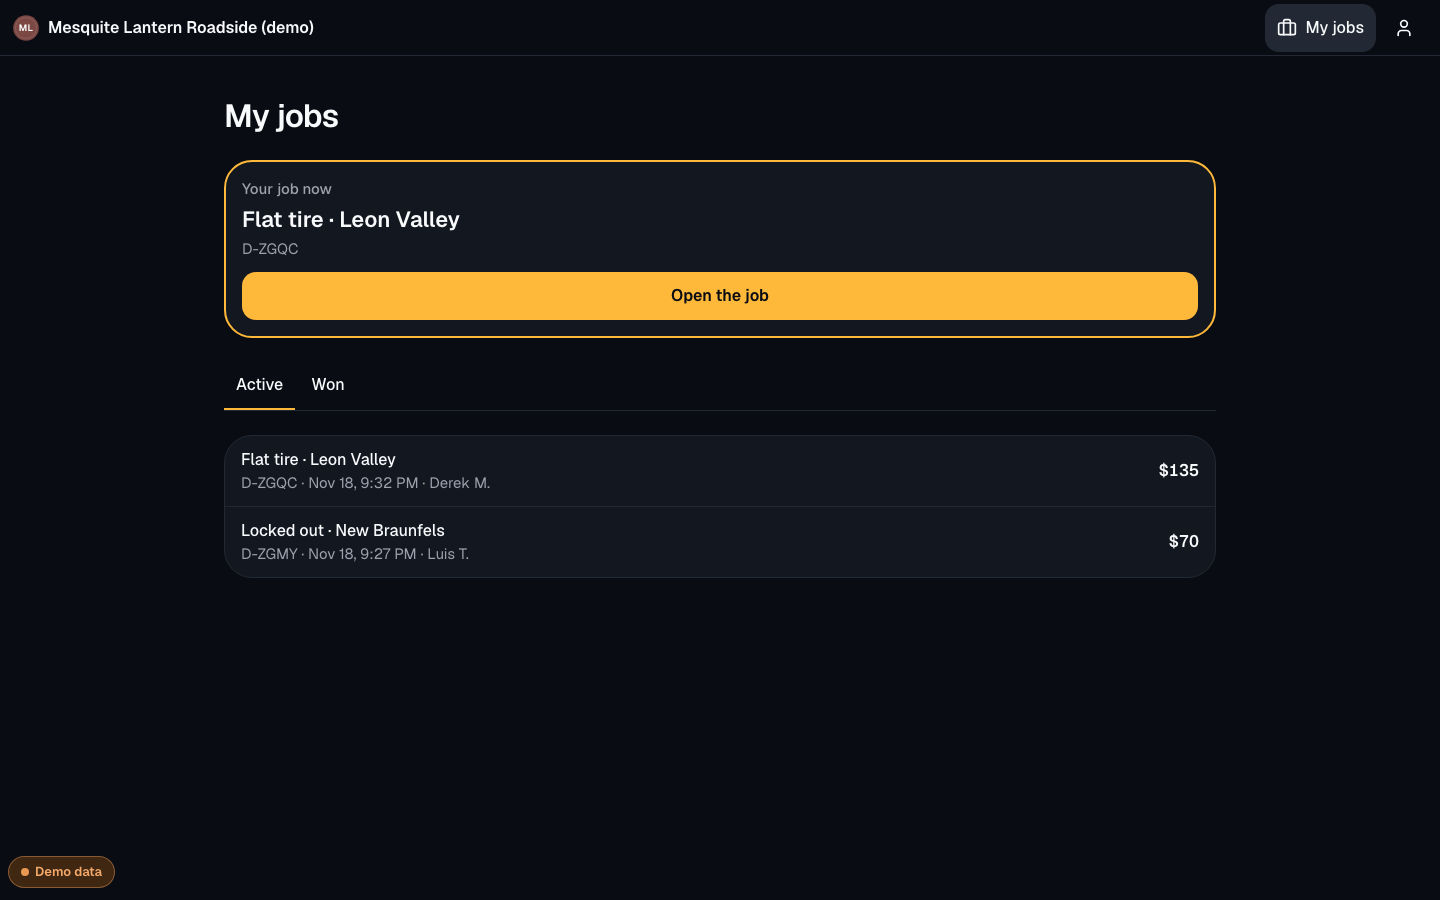 ML Mesquite Lantern Roadside (demo)
My jobs
My jobs
Your job now
Flat tire · Leon Valley
D-ZGQC
Open the job
Active Won
Flat tire · Leon Valley
D-ZGQC · Nov 18, 9:32 PM · Derek M.
$135
Locked out · New Braunfels
D-ZGMY · Nov 18, 9:27 PM · Luis T.
$70
Demo data